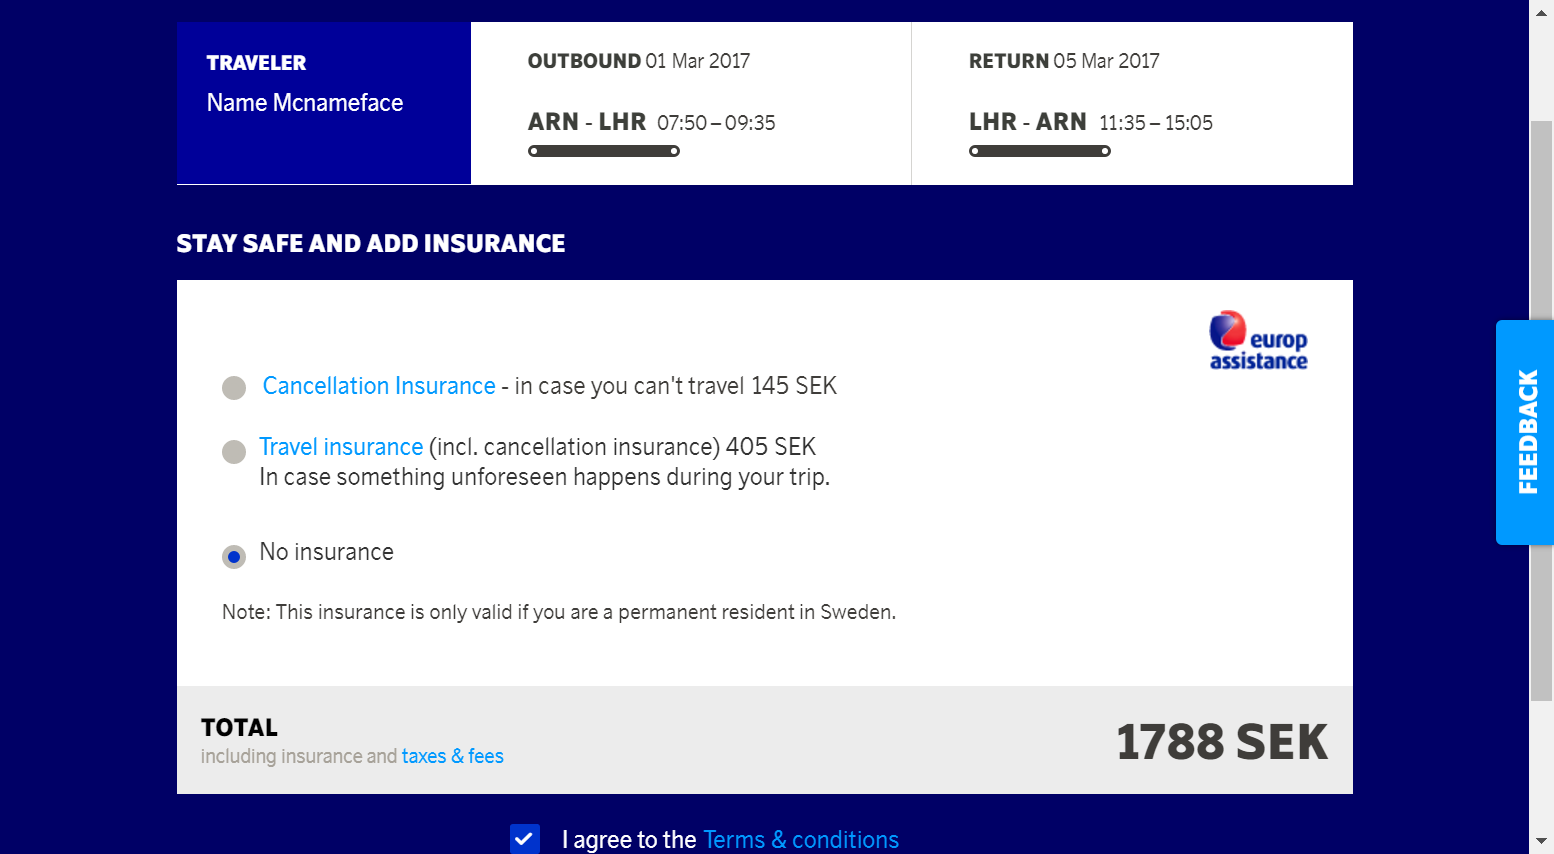 TRAVELER
Name Mcnameface
OUTBOUND 01 Mar 2017
ARN - LHR 07:50 – 09:35
RETURN 05 Mar 2017
LHR - ARN 11:35 – 15:05
STAY SAFE AND ADD INSURANCE
europ
assistance
Cancellation Insurance - in case you can't travel 145 SEK
Travel insurance (incl. cancellation insurance) 405 SEK
In case something unforeseen happens during your trip.
No insurance
Note: This insurance is only valid if you are a permanent resident in Sweden.
TOTAL
including insurance and taxes & fees
1788 SEK
I agree to the Terms & conditions
FEEDBACK